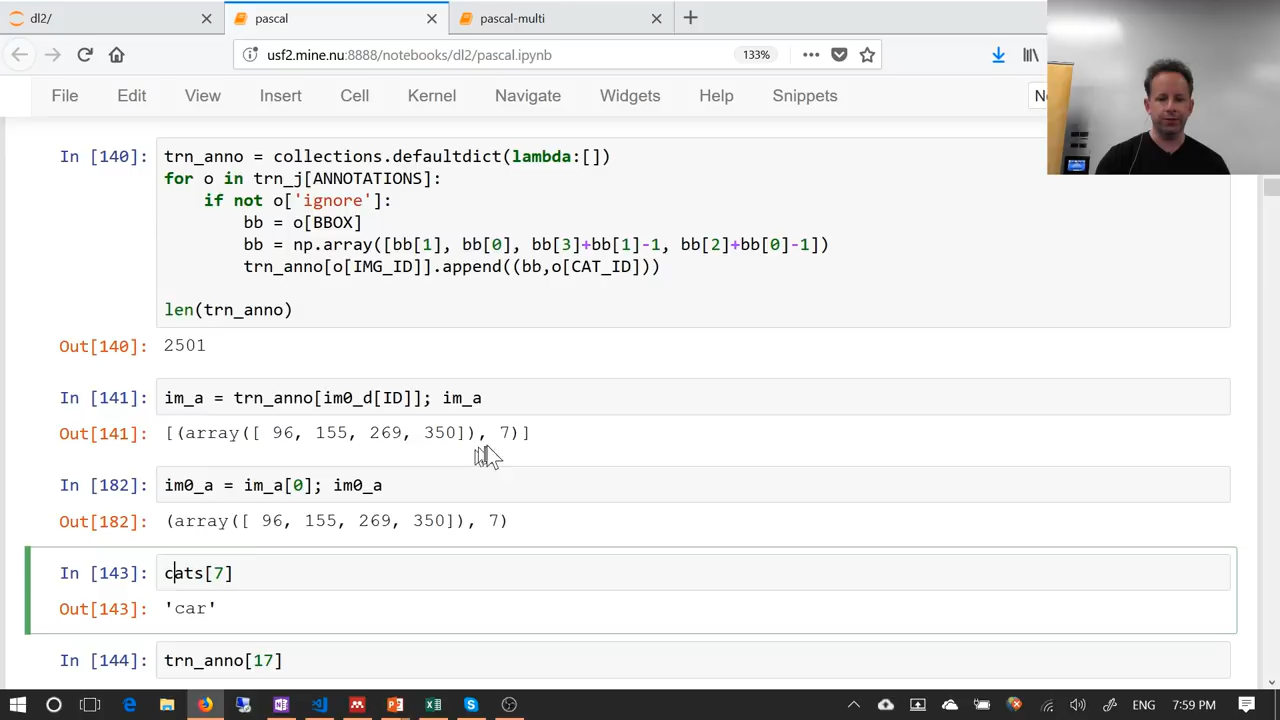 dl2/
pascal
pascal-multi
usf2.mine.nu:8888/notebooks/dl2/pascal.ipynb
133%
File Edit View Insert Cell Kernel Navigate Widgets Help Snippets
In [140]: trn_anno = collections.defaultdict(lambda:[])
for o in trn_j[ANNOTATIONS]:
    if not o['ignore']:
        bb = o[BBOX]
        bb = np.array([bb[1], bb[0], bb[3]+bb[1]-1, bb[2]+bb[0]-1])
        trn_anno[o[IMG_ID]].append((bb,o[CAT_ID]))
len(trn_anno)
Out[140]: 2501
In [141]: im_a = trn_anno[im0_d[ID]]; im_a
Out[141]: [(array([ 96, 155, 269, 350]), 7)]
In [182]: im0_a = im_a[0]; im0_a
Out[182]: (array([ 96, 155, 269, 350]), 7)
In [143]: cats[7]
Out[143]: 'car'
In [144]: trn_anno[17]
ENG 7:59 PM